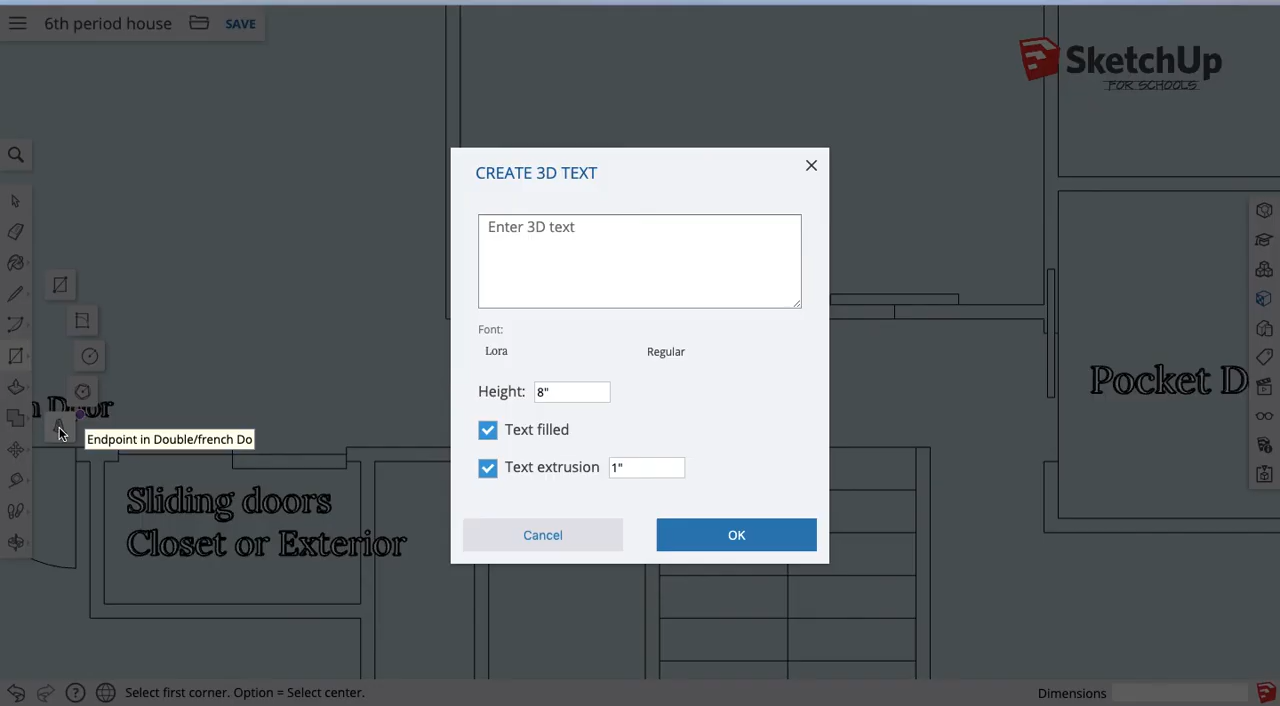 6th period house SAVE
SketchUp
FOR SCHOOLS
CREATE 3D TEXT
Enter 3D text
Font:
Lora Regular
Height: 8"
Text filled
Text extrusion 1"
Cancel OK
Pocket D
n Door
Endpoint in Double/french Do
Sliding doors
Closet or Exterior
Select first corner. Option = Select center.
Dimensions